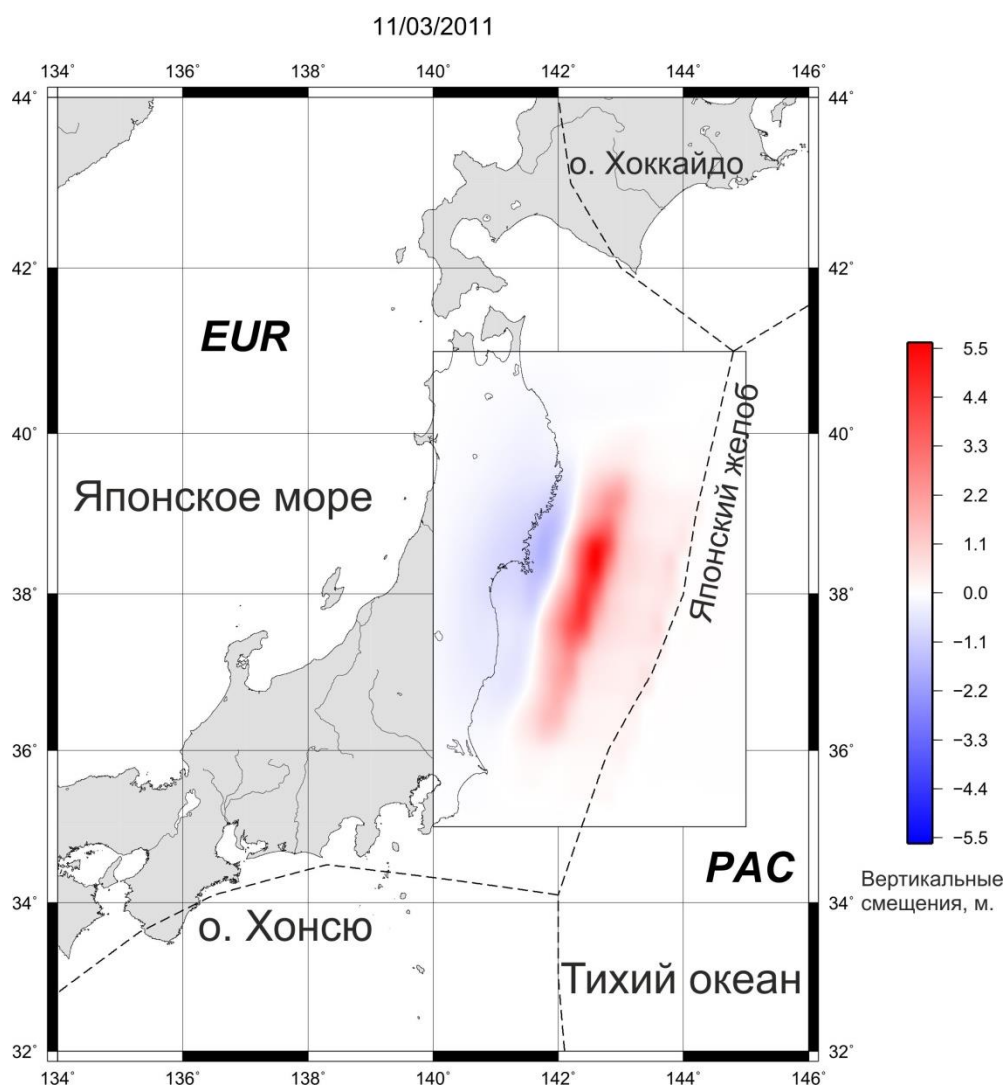 11/03/2011
134° 136° 138° 140° 142° 144° 146°
44° 44°
о. Хоккайдо
42° 42°
EUR
5.5
Японский желоб
4.4
40° 40°
3.3
Японское море
2.2
1.1
38° 38°
0.0
−1.1
−2.2
36° 36°
−3.3
−4.4
−5.5
PAC
Вертикальные
смещения, м.
34° 34°
о. Хонсю
Тихий океан
32° 32°
134° 136° 138° 140° 142° 144° 146°